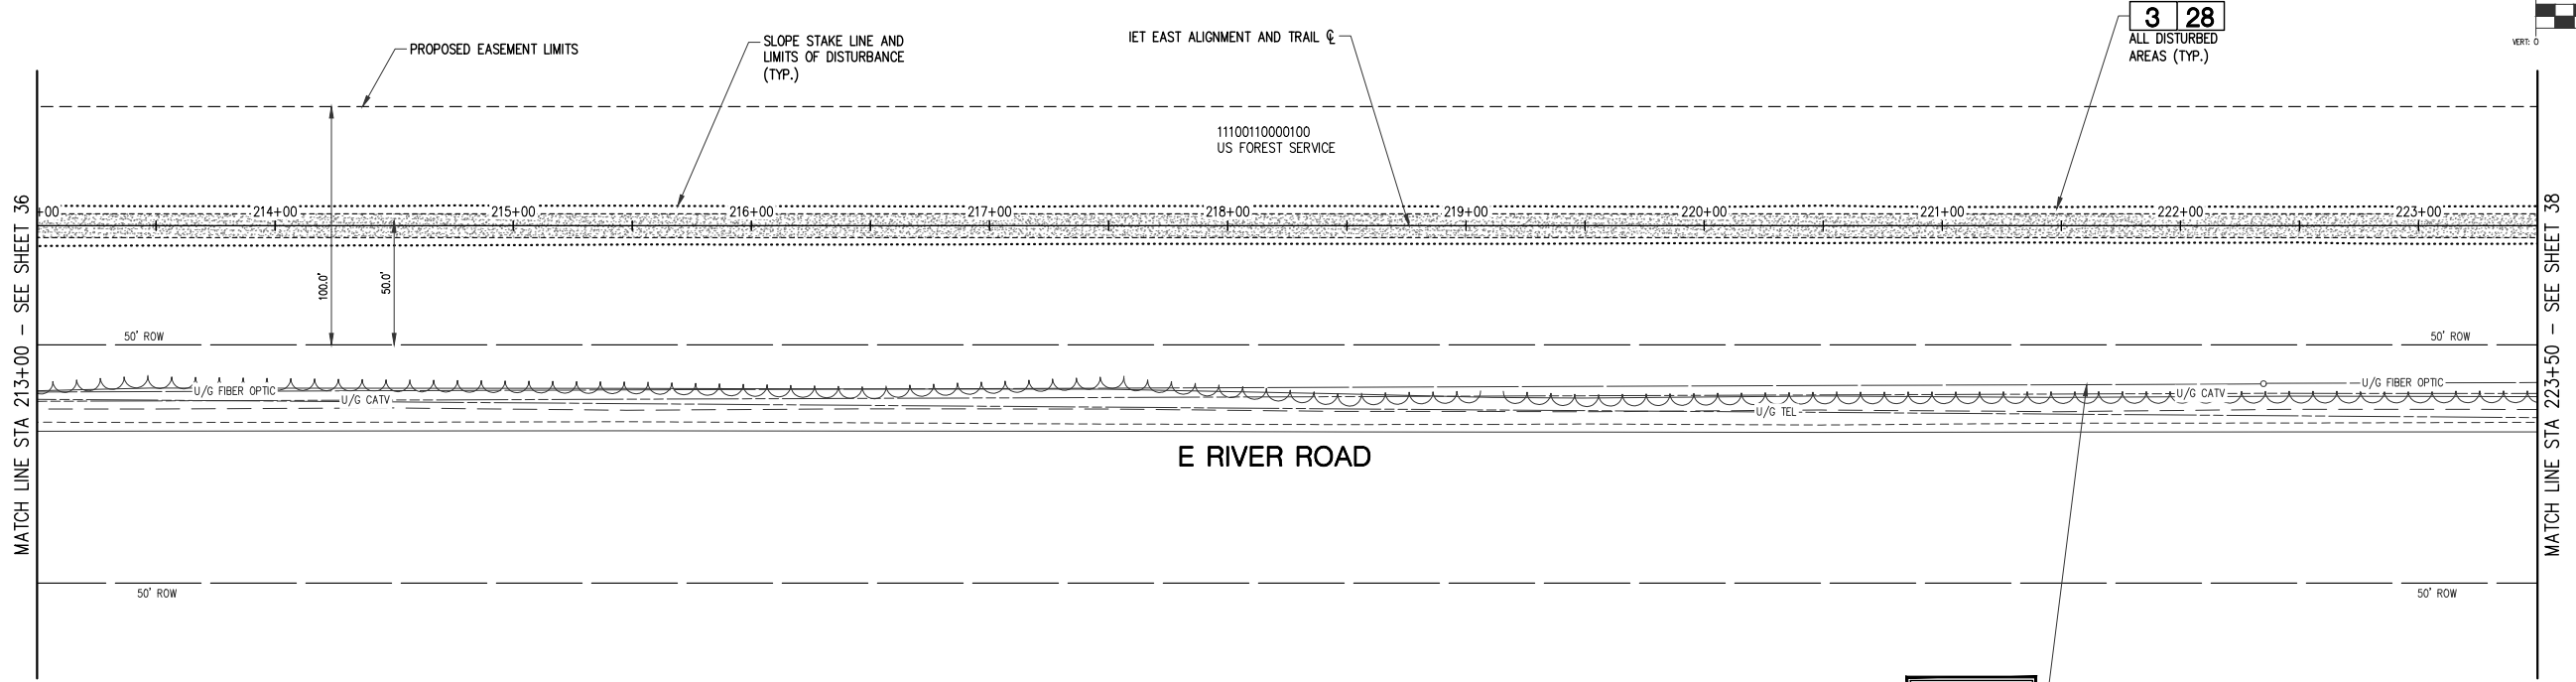 3 28
ALL DISTURBED
AREAS (TYP.)
VERT: 0
IET EAST ALIGNMENT AND TRAIL ℄
SLOPE STAKE LINE AND
LIMITS OF DISTURBANCE
(TYP.)
PROPOSED EASEMENT LIMITS
11100110000100
US FOREST SERVICE
MATCH LINE STA 213+00 - SEE SHEET 36
+00 214+00 215+00 216+00 217+00 218+00 219+00 220+00 221+00 222+00 223+00
MATCH LINE STA 223+50 - SEE SHEET 38
100.0'
50.0'
50' ROW
50' ROW
U/G FIBER OPTIC
U/G FIBER OPTIC
U/G CATV
U/G CATV
U/G TEL
E RIVER ROAD
50' ROW
50' ROW